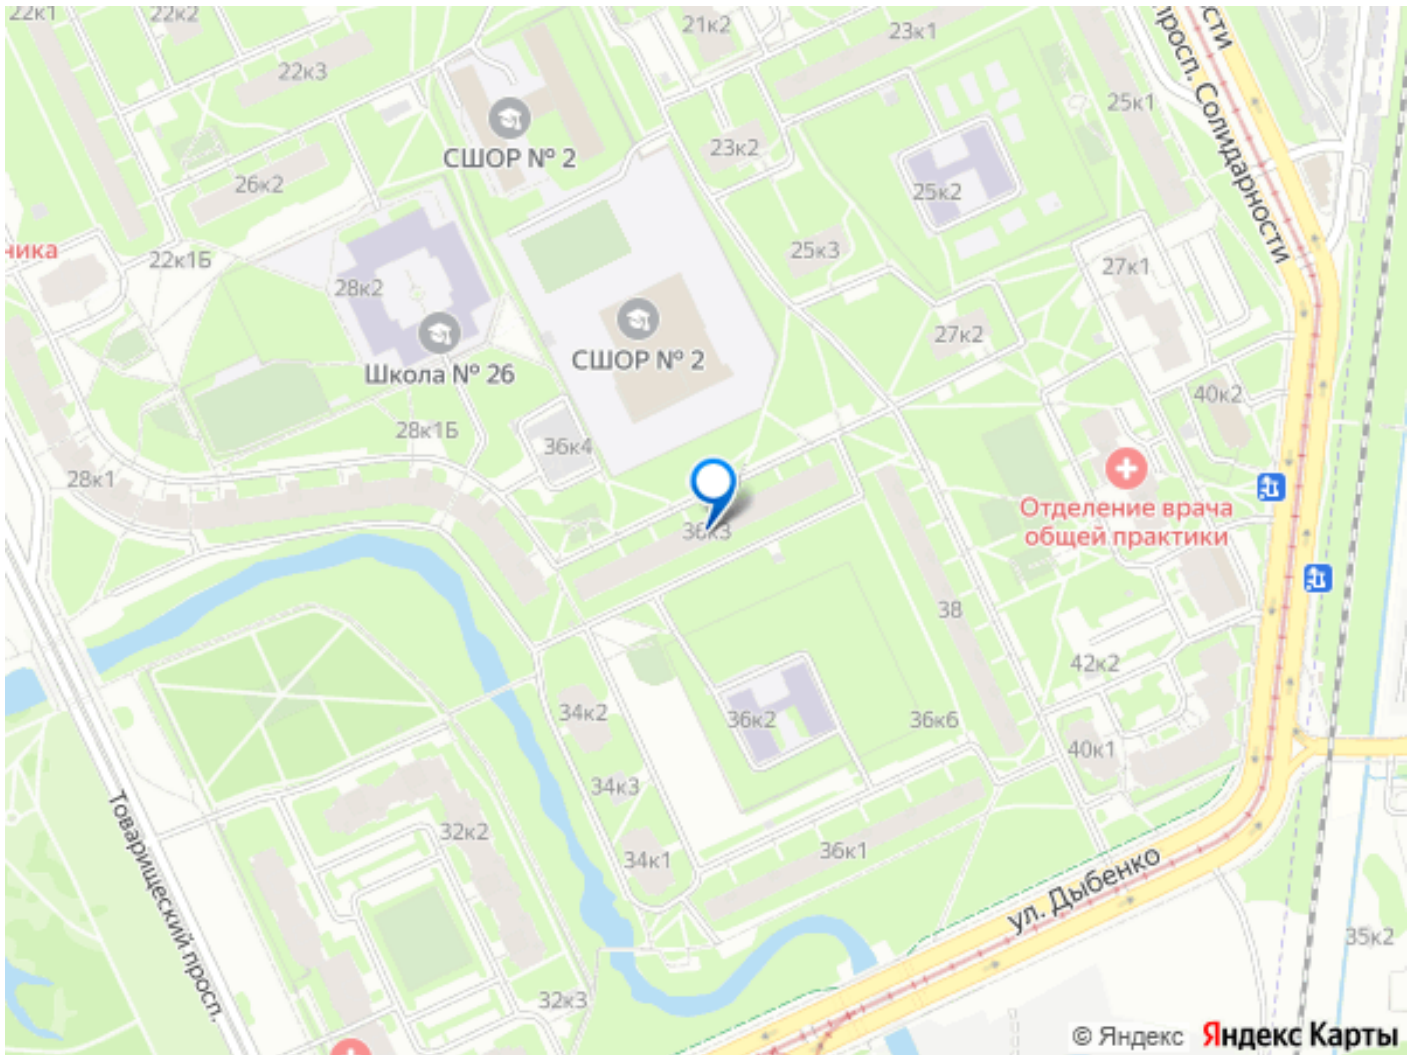 22к1
22к2
21к2
23к1
сти
просп. Солидарности
22к3
25к1
СШОР № 2
23к2
26к2
25к2
ника
22к1Б
25к3
27к1
28к2
СШОР № 2
27к2
Школа № 26
40к2
28к1Б
36к4
28к1
Отделение врача
общей практики
36к3
38
42к2
34к2
36к2
36к6
40к1
34к3
Товарищеский просп.
32к2
34к1
36к1
ул. Дыбенко
35к2
32к3
© Яндекс Яндекс Карты